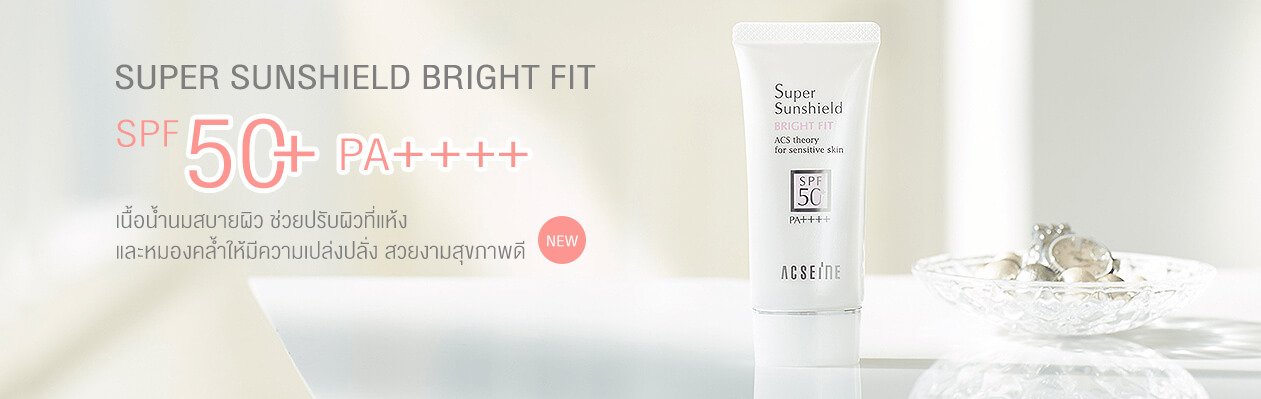 SUPER SUNSHIELD BRIGHT FIT
SPF 50+ PA++++
เนื้อน้ำนมสบายผิว ช่วยปรับผิวที่แห้ง
และหมองคล้ำให้มีความเปล่งปลั่ง สวยงามสุขภาพดี
NEW
Super
Sunshield
BRIGHT FIT
ACS theory
for sensitive skin
SPF
50+
PA++++
ACSEINE